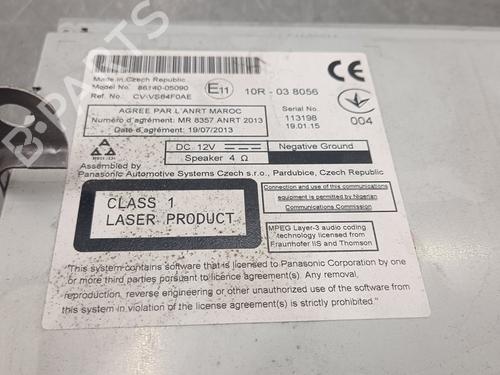 Made in Czech Republic
Model No. 86140-05090
Ref. No. CV-VS64F0AE
E11
10R - 03 8056
CE
AGREE PAR L'ANRT MAROC
Numéro d'agrément: MR 8357 ANRT 2013
Date d'agrément: 19/07/2013
Serial No.
113198
19.01.15
004
DC 12V
Speaker 4 Ω
Negative Ground
Assembled by
Panasonic Automotive Systems Czech s.r.o., Pardubice, Czech Republic
CLASS 1
LASER PRODUCT
Connection and use of this communications
equipment is permitted by Nigerian
Communications Commission
MPEG Layer-3 audio coding
technology licensed from
Fraunhofer IIS and Thomson
"This system contains software that is licensed to Panasonic Corporation by one
or more third parties pursuant to licence agreement(s). Any removal,
reproduction, reverse engineering or other unauthorized use of the software
from this system in violation of the license agreement(s) is strictly prohibited."
B-PARTS